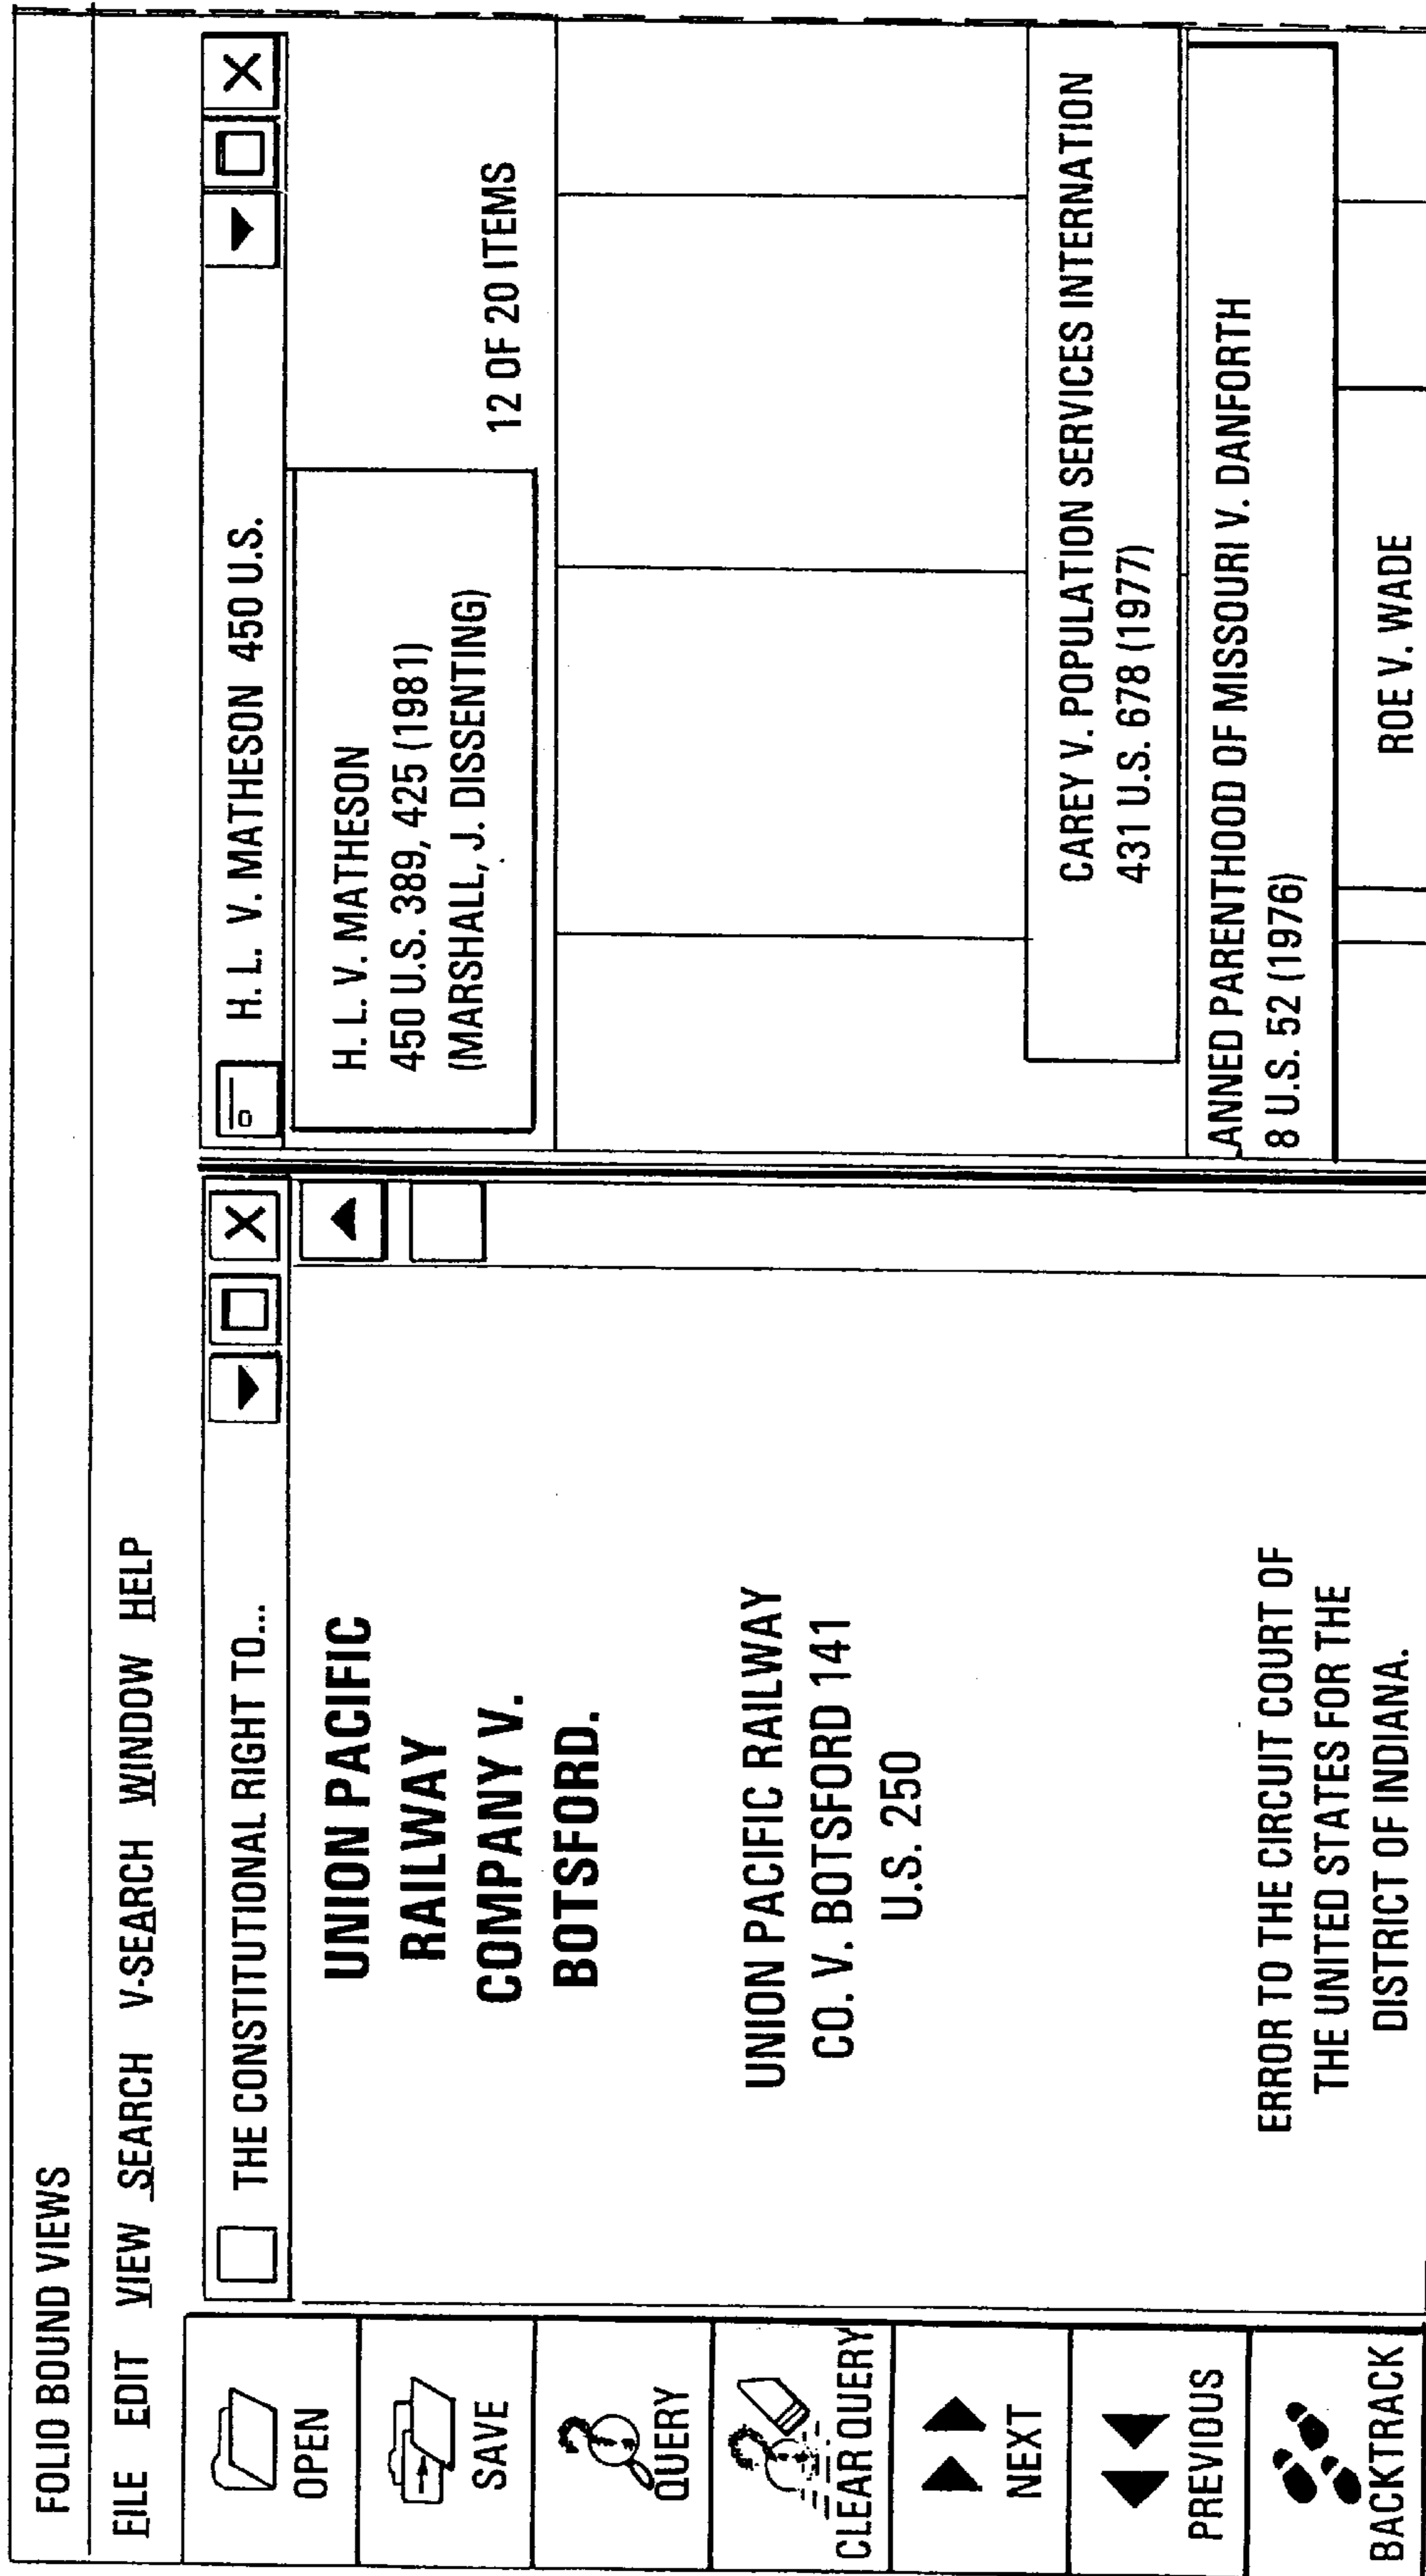 FOLIO BOUND VIEWS
FILE EDIT VIEW SEARCH V-SEARCH WINDOW HELP
OPEN
SAVE
QUERY
CLEAR QUERY
NEXT
PREVIOUS
BACKTRACK
THE CONSTITUTIONAL RIGHT TO...
X
UNION PACIFIC
RAILWAY
COMPANY V.
BOTSFORD.
UNION PACIFIC RAILWAY
CO. V. BOTSFORD 141
U.S. 250
ERROR TO THE CIRCUIT COURT OF
THE UNITED STATES FOR THE
DISTRICT OF INDIANA.
H. L. V. MATHESON 450 U.S.
X
H. L. V. MATHESON
450 U.S. 389, 425 (1981)
(MARSHALL, J. DISSENTING)
12 OF 20 ITEMS
CAREY V. POPULATION SERVICES INTERNATION
431 U.S. 678 (1977)
ANNED PARENTHOOD OF MISSOURI V. DANFORTH
8 U.S. 52 (1976)
ROE V. WADE